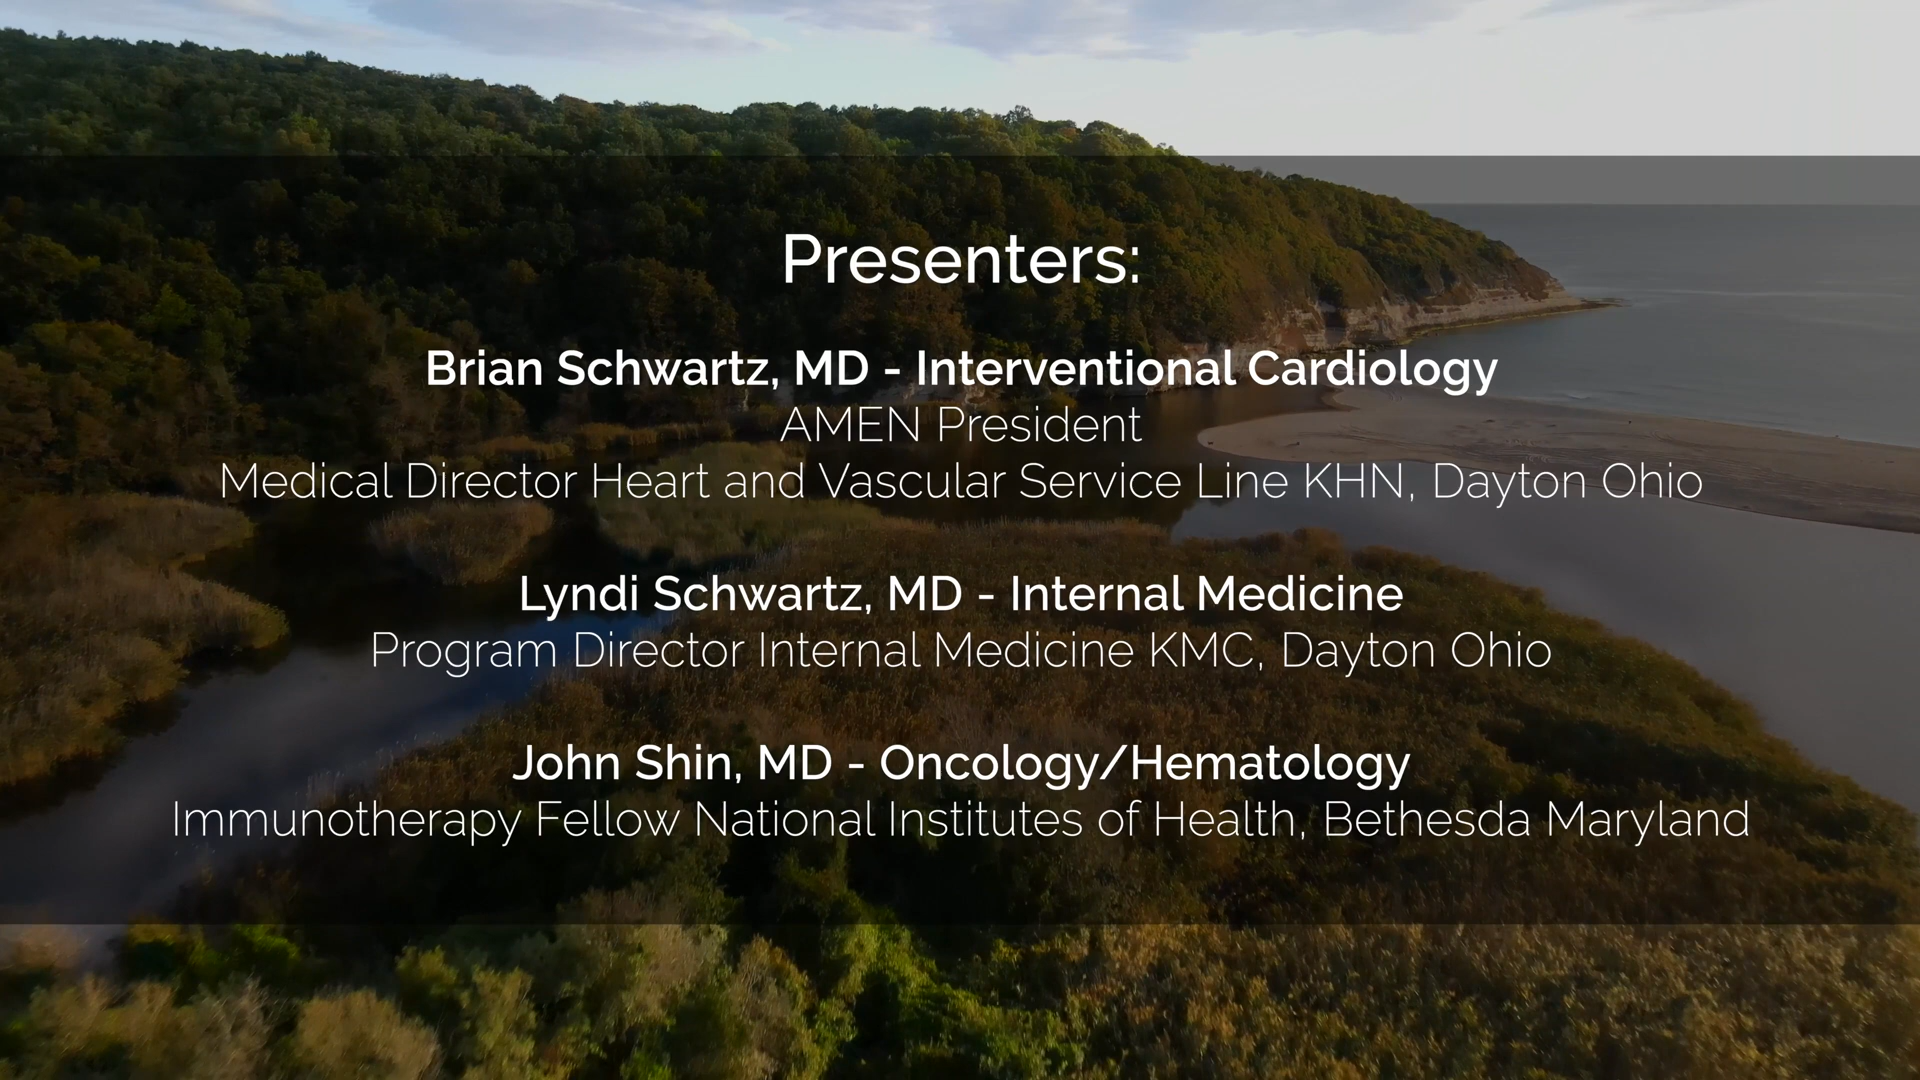 Presenters:
Brian Schwartz, MD - Interventional Cardiology
AMEN President
Medical Director Heart and Vascular Service Line KHN, Dayton Ohio
Lyndi Schwartz, MD - Internal Medicine
Program Director Internal Medicine KMC, Dayton Ohio
John Shin, MD - Oncology/Hematology
Immunotherapy Fellow National Institutes of Health, Bethesda Maryland